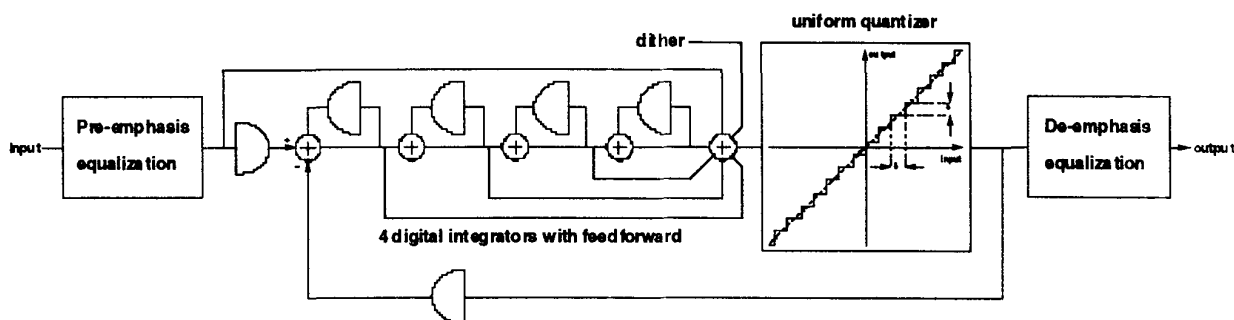 uniform quantizer
dither
output
Pre-emphasis
equalization
input
+
-
input
s
De-emphasis
equalization
output
4 digital integrators with feedforward